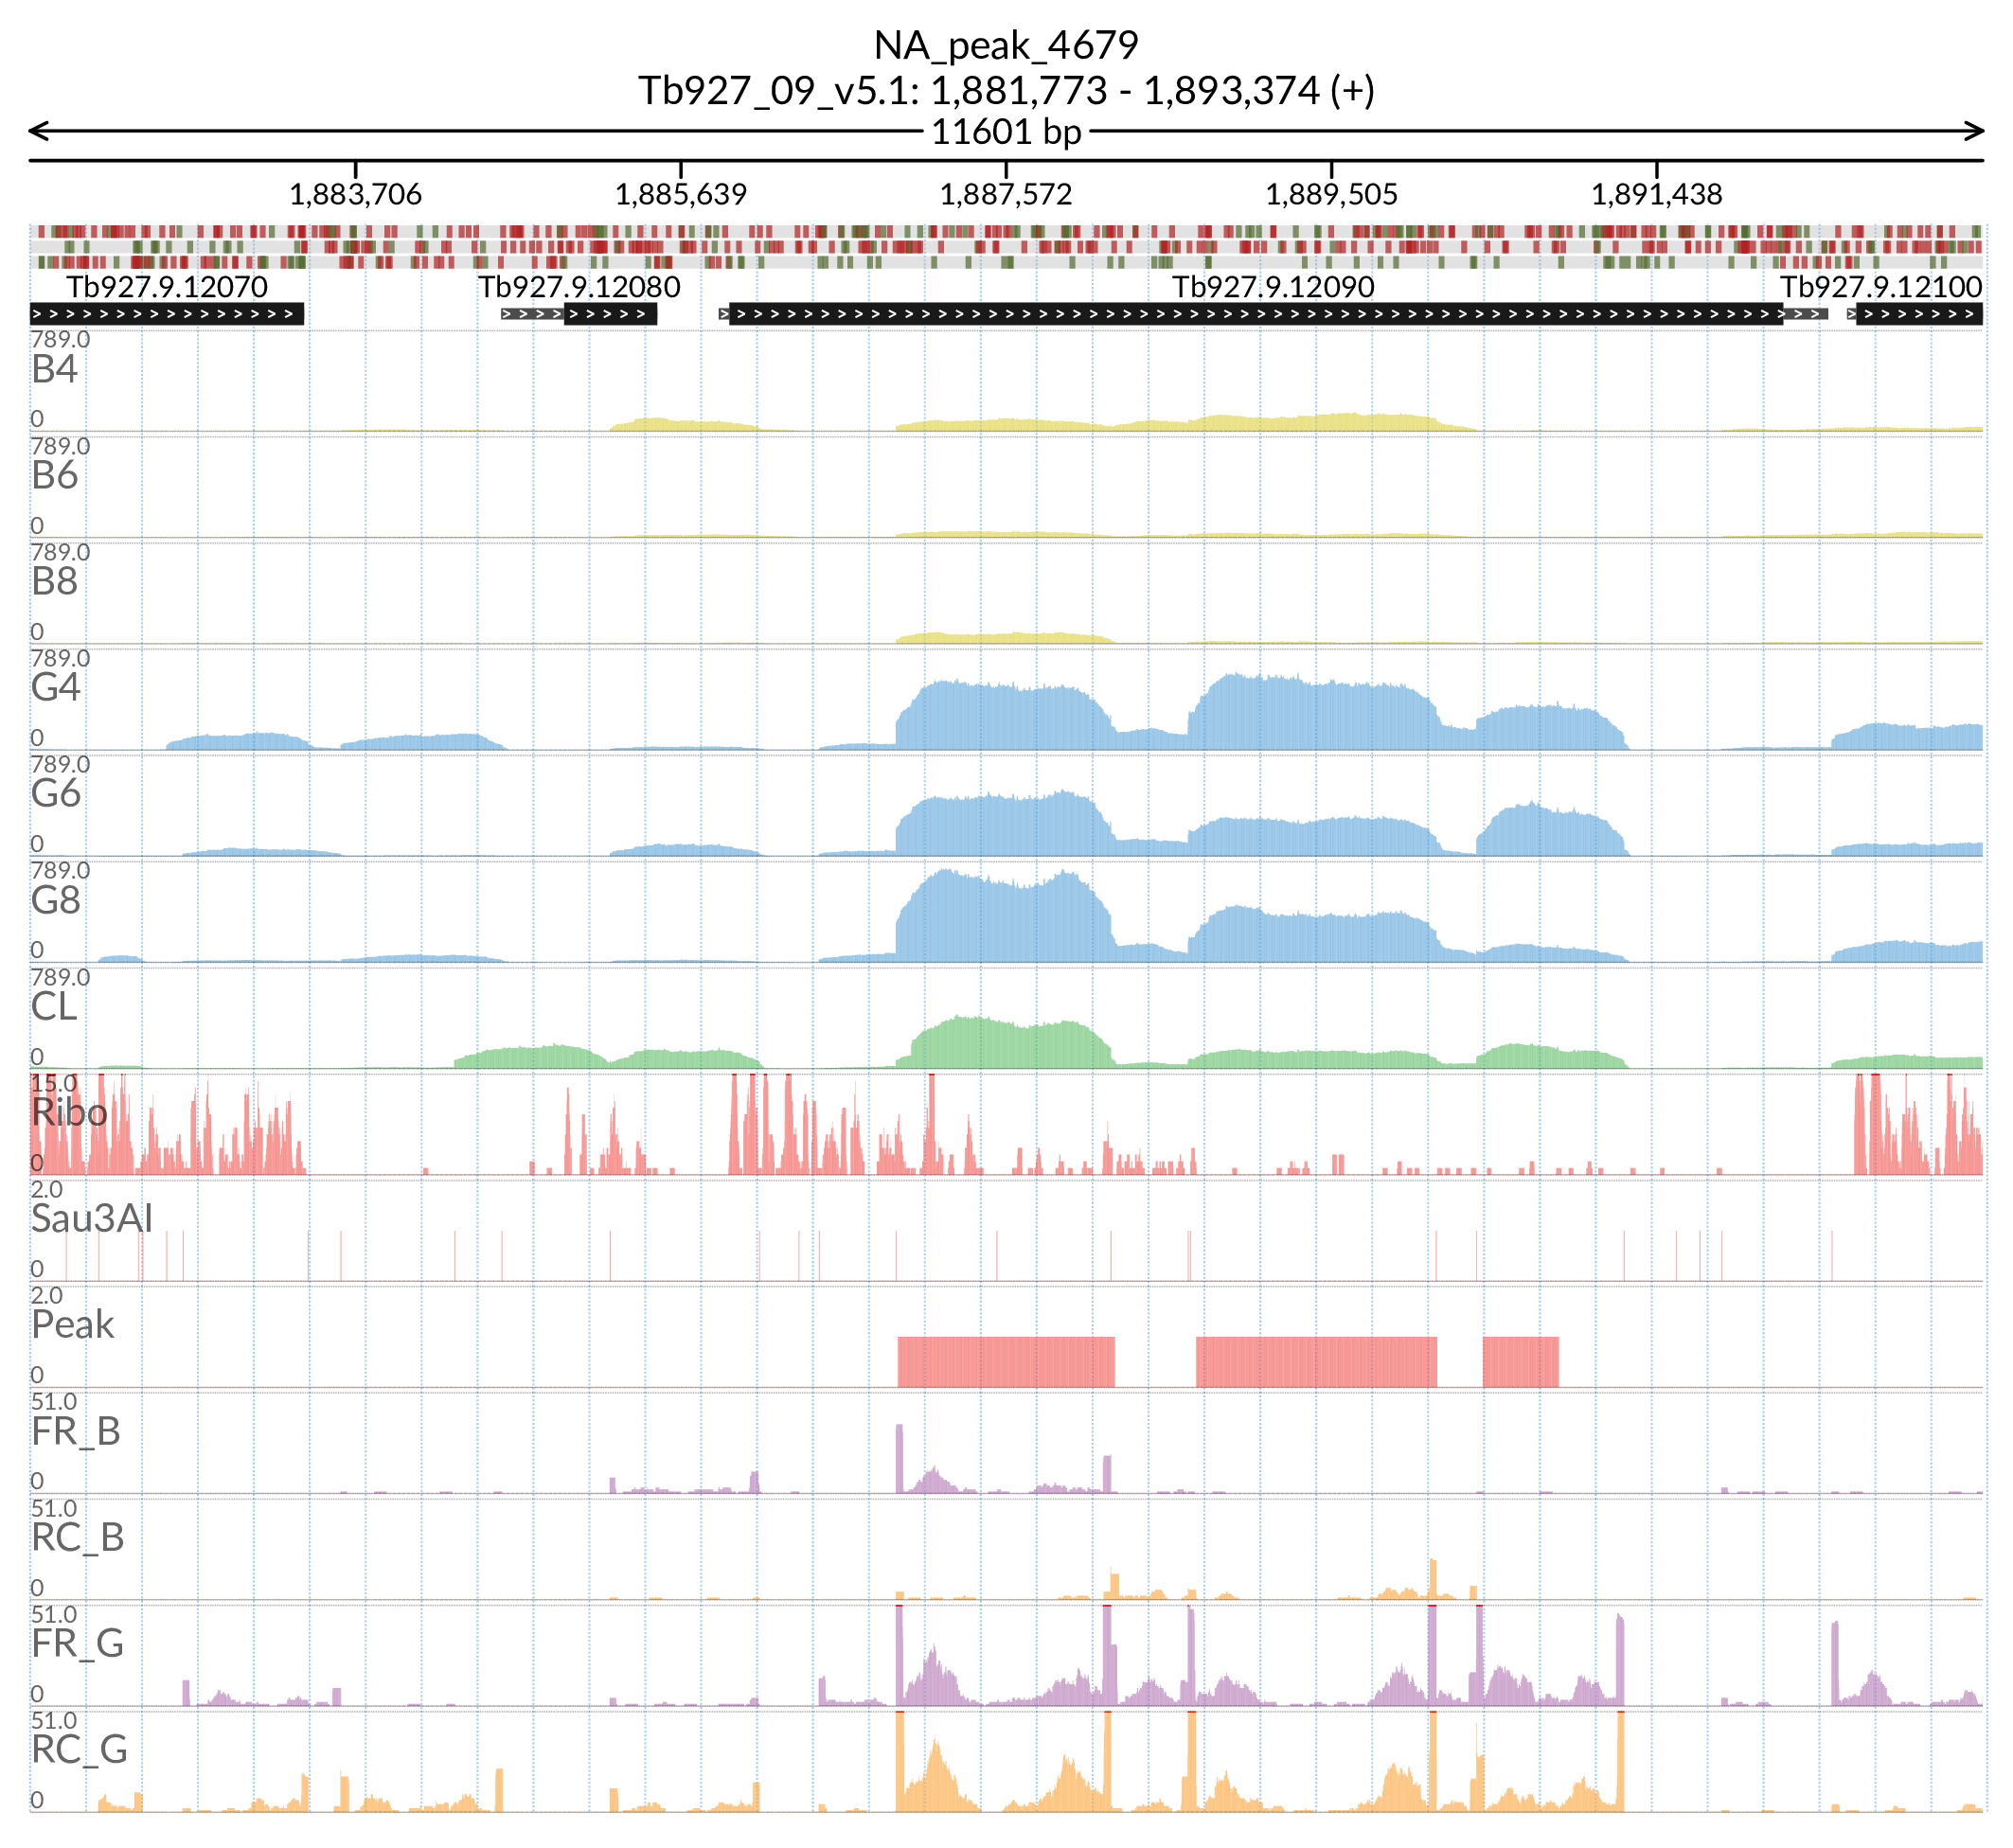 NA_peak_4679
Tb927_09_v5.1: 1,881,773 - 1,893,374 (+)
11601 bp
1,883,706 1,885,639 1,887,572 1,889,505 1,891,438
Tb927.9.12070 Tb927.9.12080 Tb927.9.12090 Tb927.9.12100
789.0
B4
0
789.0
B6
0
789.0
B8
0
789.0
G4
0
789.0
G6
0
789.0
G8
0
789.0
CL
0
15.0
Ribo
0
2.0
Sau3AI
0
2.0
Peak
0
51.0
FR_B
0
51.0
RC_B
0
51.0
FR_G
0
51.0
RC_G
0